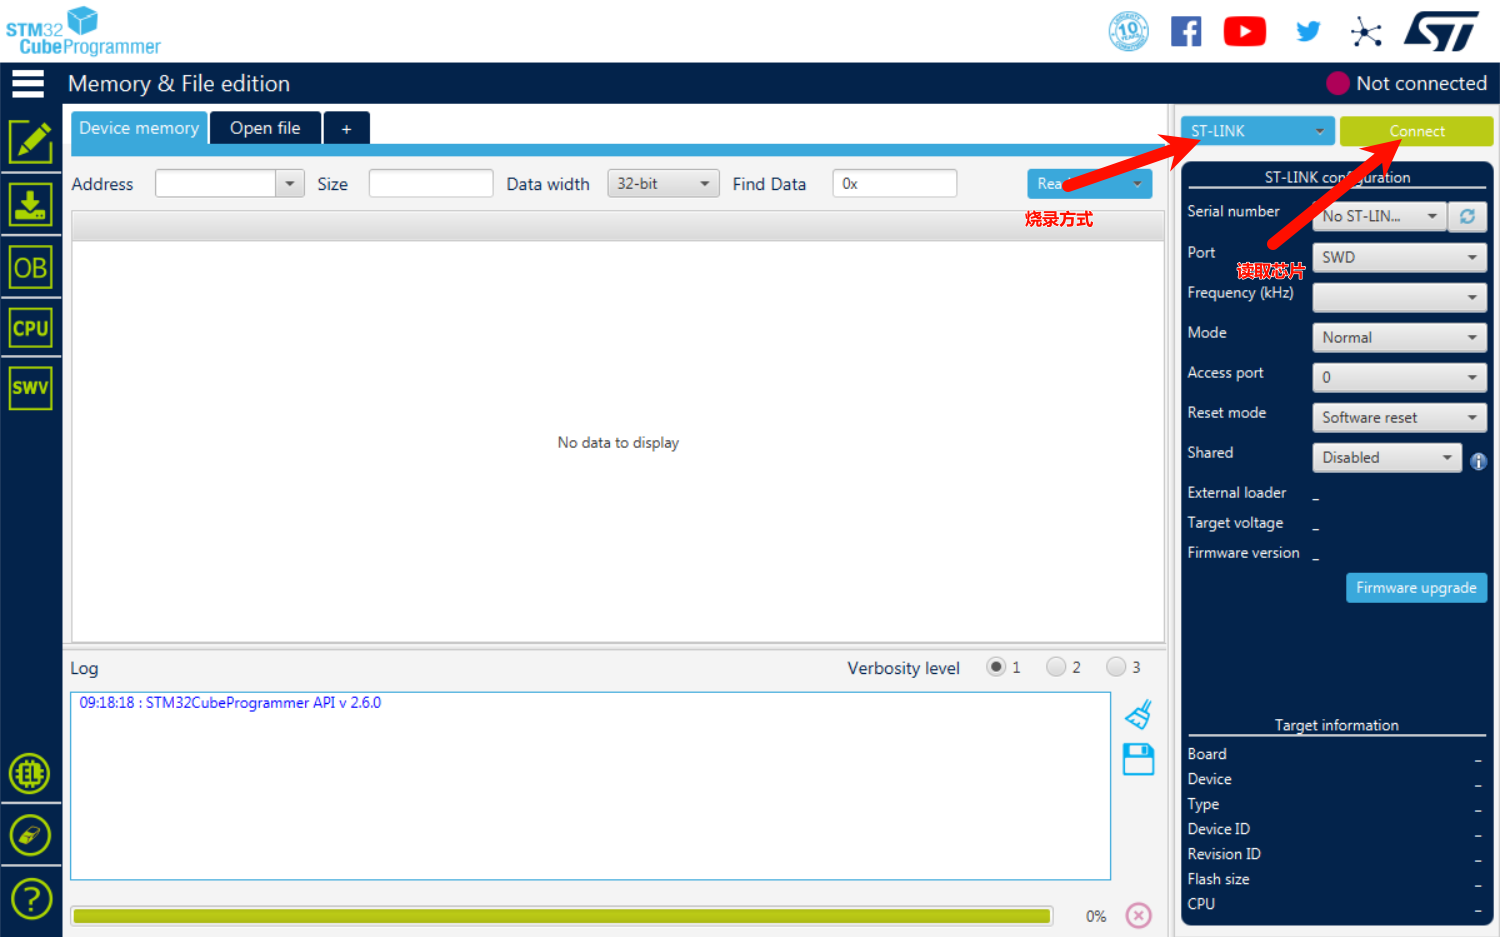 STM32
CubeProgrammer
10
Memory & File edition
Not connected
Device memory
Open file
+
ST-LINK
Connect
Address
Size
Data width
32-bit
Find Data
0x
Rea
烧录方式
ST-LINK configuration
Serial number
No ST-LIN...
Port
SWD
读取芯片
Frequency (kHz)
Mode
Normal
Access port
0
Reset mode
Software reset
Shared
Disabled
External loader
_
Target voltage
_
Firmware version
_
Firmware upgrade
OB
CPU
SWV
No data to display
Log
Verbosity level
1
2
3
09:18:18 : STM32CubeProgrammer API v 2.6.0
Target information
Board
_
Device
_
Type
_
Device ID
_
Revision ID
_
Flash size
_
CPU
_
EL
?
0%